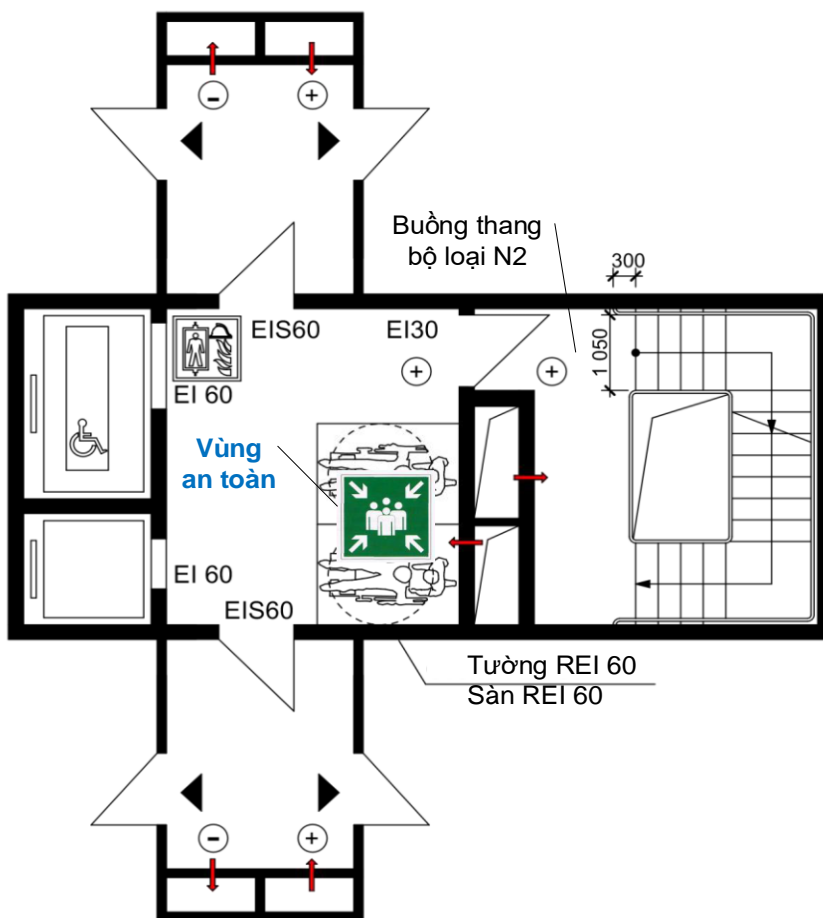 −
+
Buồng thang
bộ loại N2
300
EIS60
EI30
+
+
1 050
EI 60
Vùng
an toàn
EI 60
EIS60
Tường REI 60
Sàn REI 60
−
+